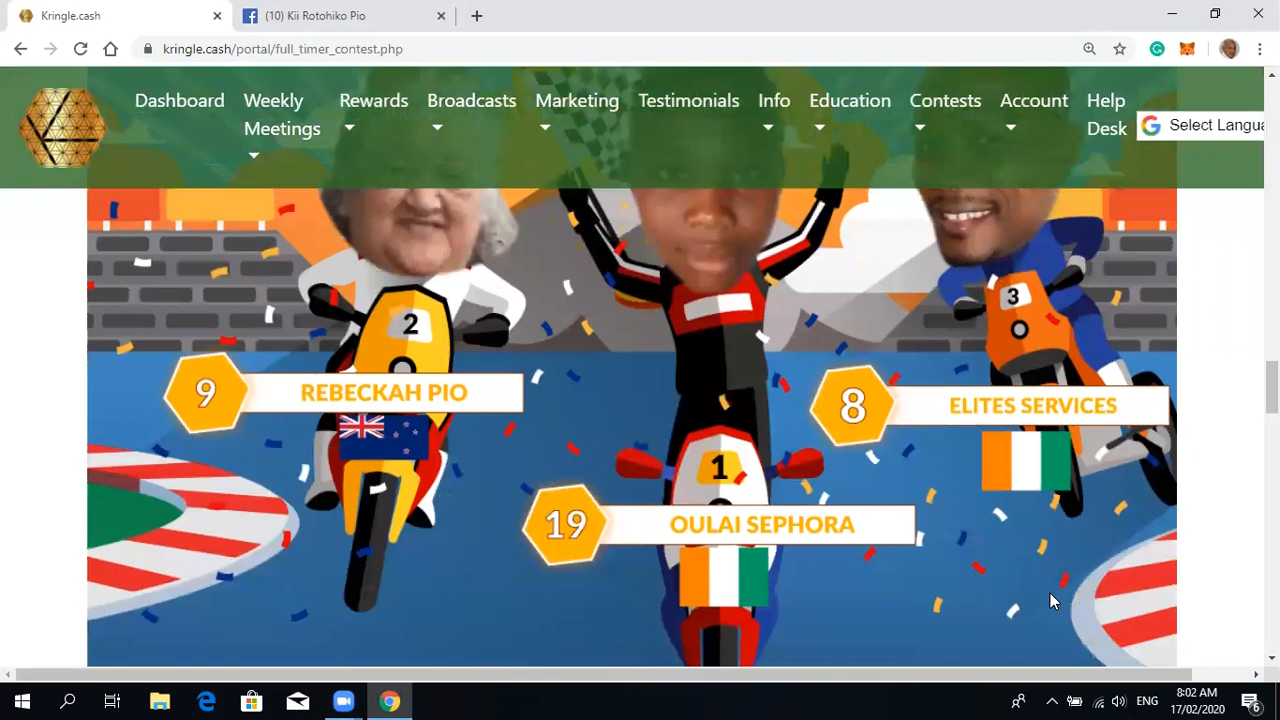 Kringle.cash
(10) Kii Rotohiko Pio
kringle.cash/portal/full_timer_contest.php
Dashboard
Weekly
Meetings
Rewards
Broadcasts
Marketing
Testimonials
Info
Education
Contests
Account
Help
Desk
Select Langua
2
3
9
REBECKAH PIO
8
ELITES SERVICES
1
19
OULAI SEPHORA
ENG
8:02 AM
17/02/2020
6